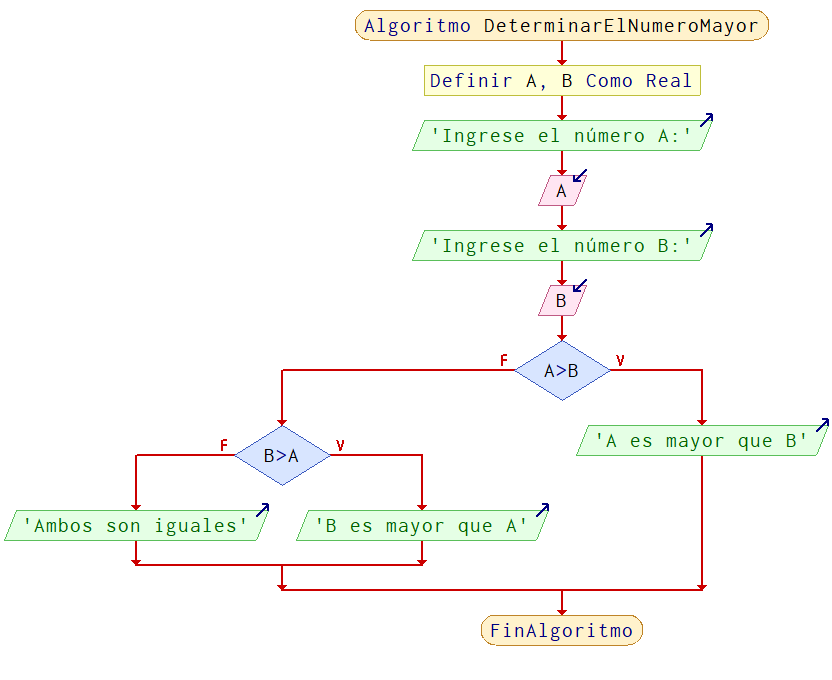 Algoritmo DeterminarElNumeroMayor
Definir A, B Como Real
'Ingrese el número A:'
A
'Ingrese el número B:'
B
F
A>B
V
'A es mayor que B'
F
B>A
V
'Ambos son iguales'
'B es mayor que A'
FinAlgoritmo